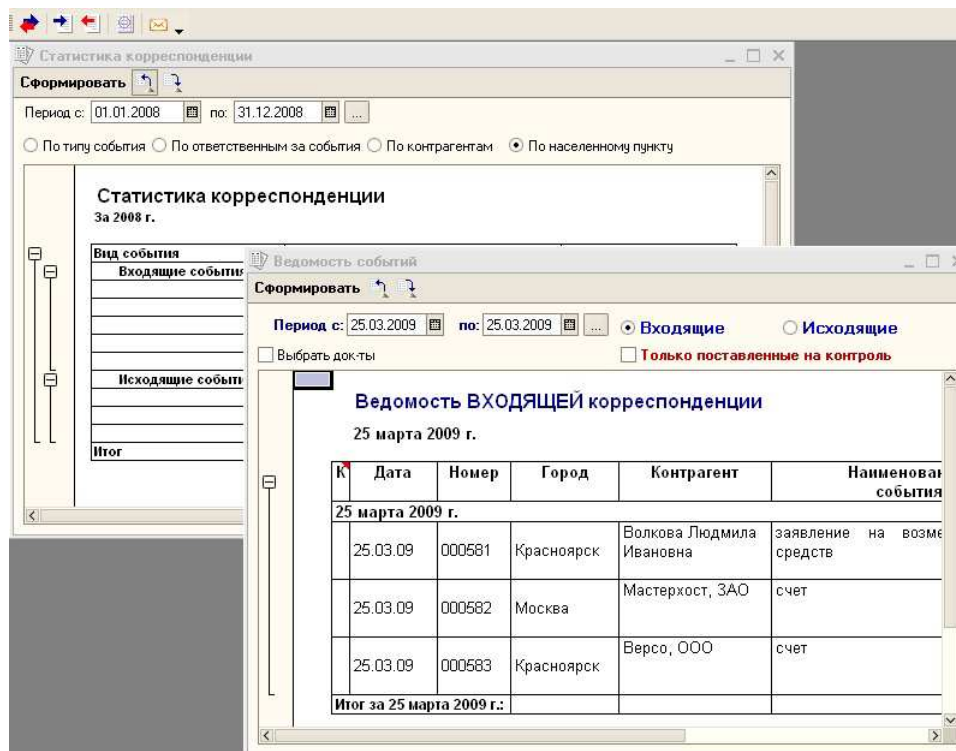 Статистика корреспонденции
Сформировать
Период с: 01.01.2008 по: 31.12.2008 ...
По типу события По ответственным за события По контрагентам По населенному пункту
Статистика корреспонденции
За 2008 г.
Вид события
Входящие события
Исходящие
Итог
Ведомость событий
Сформировать
Период с: 25.03.2009 по: 25.03.2009 ... Входящие Исходящие
Выбрать док-ты Только поставленные на контроль
Ведомость ВХОДЯЩЕЙ корреспонденции
25 марта 2009 г.
К Дата Номер Город Контрагент
25 марта 2009 г.
25.03.09 000581 Красноярск Волкова Людмила Ивановна заявление на возме
средств
25.03.09 000582 Москва Мастерхост, ЗАО счет
25.03.09 000583 Красноярск Версо, ООО счет
Итог за 25 марта 2009 г.: